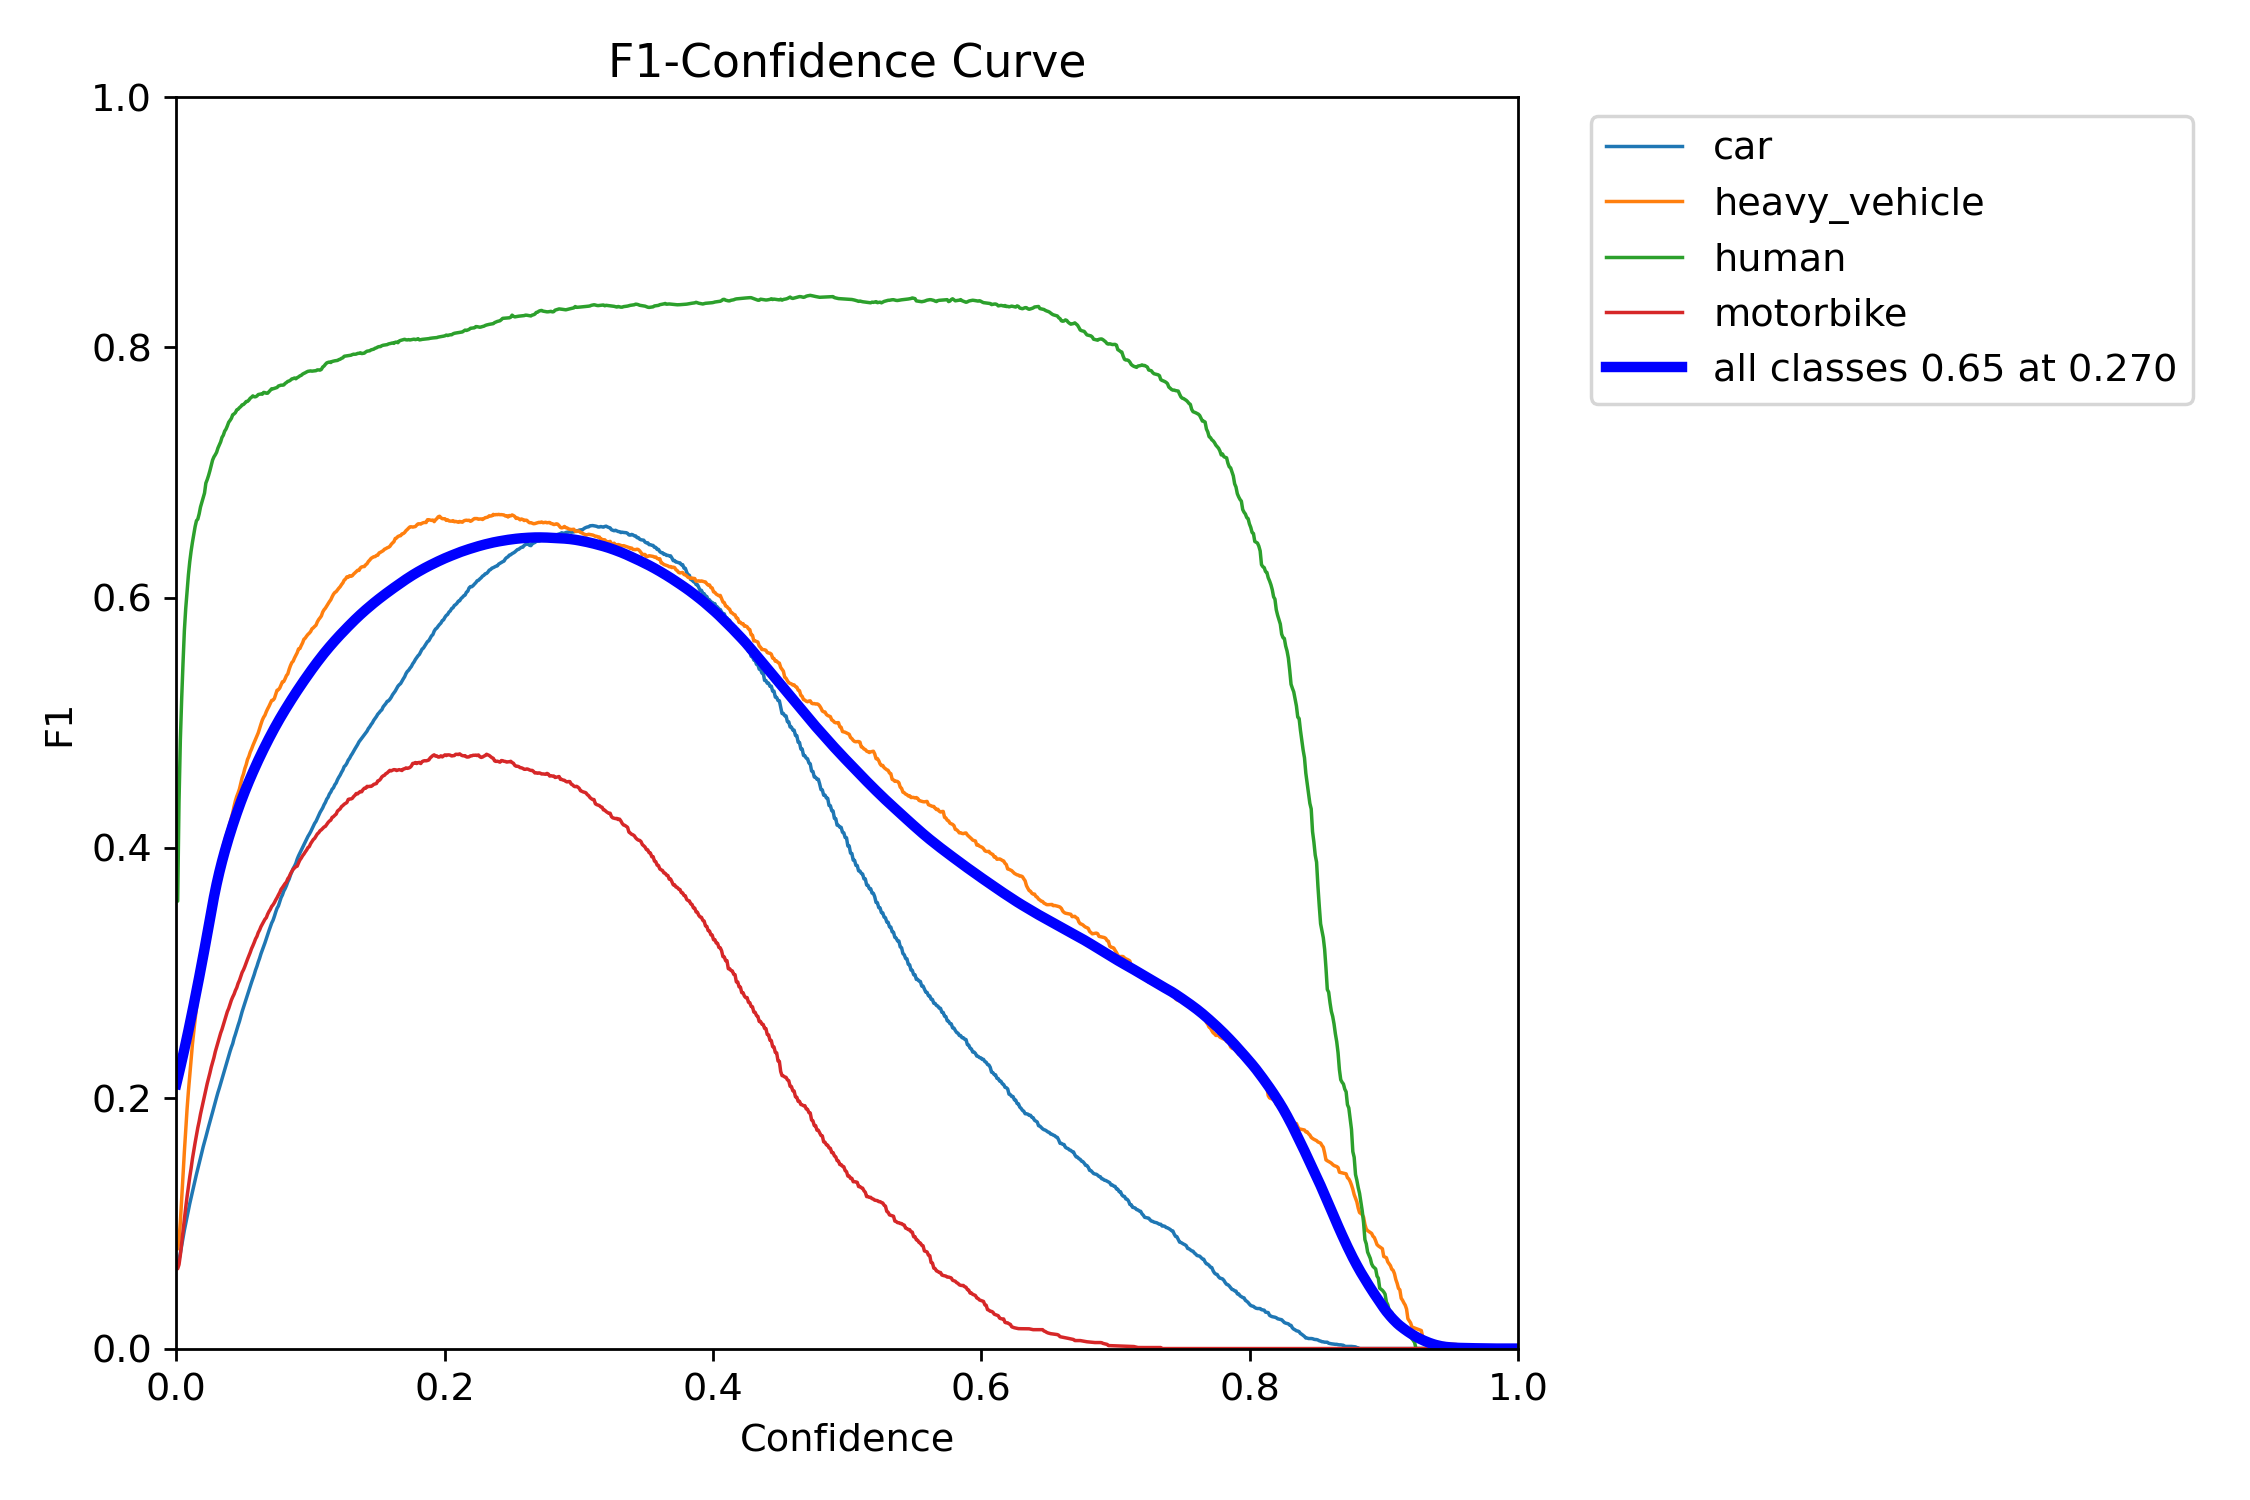 F1-Confidence Curve
1.0
0.8
0.6
0.4
0.2
0.0
F1
0.0 0.2 0.4 0.6 0.8 1.0
Confidence
car
heavy_vehicle
human
motorbike
all classes 0.65 at 0.270